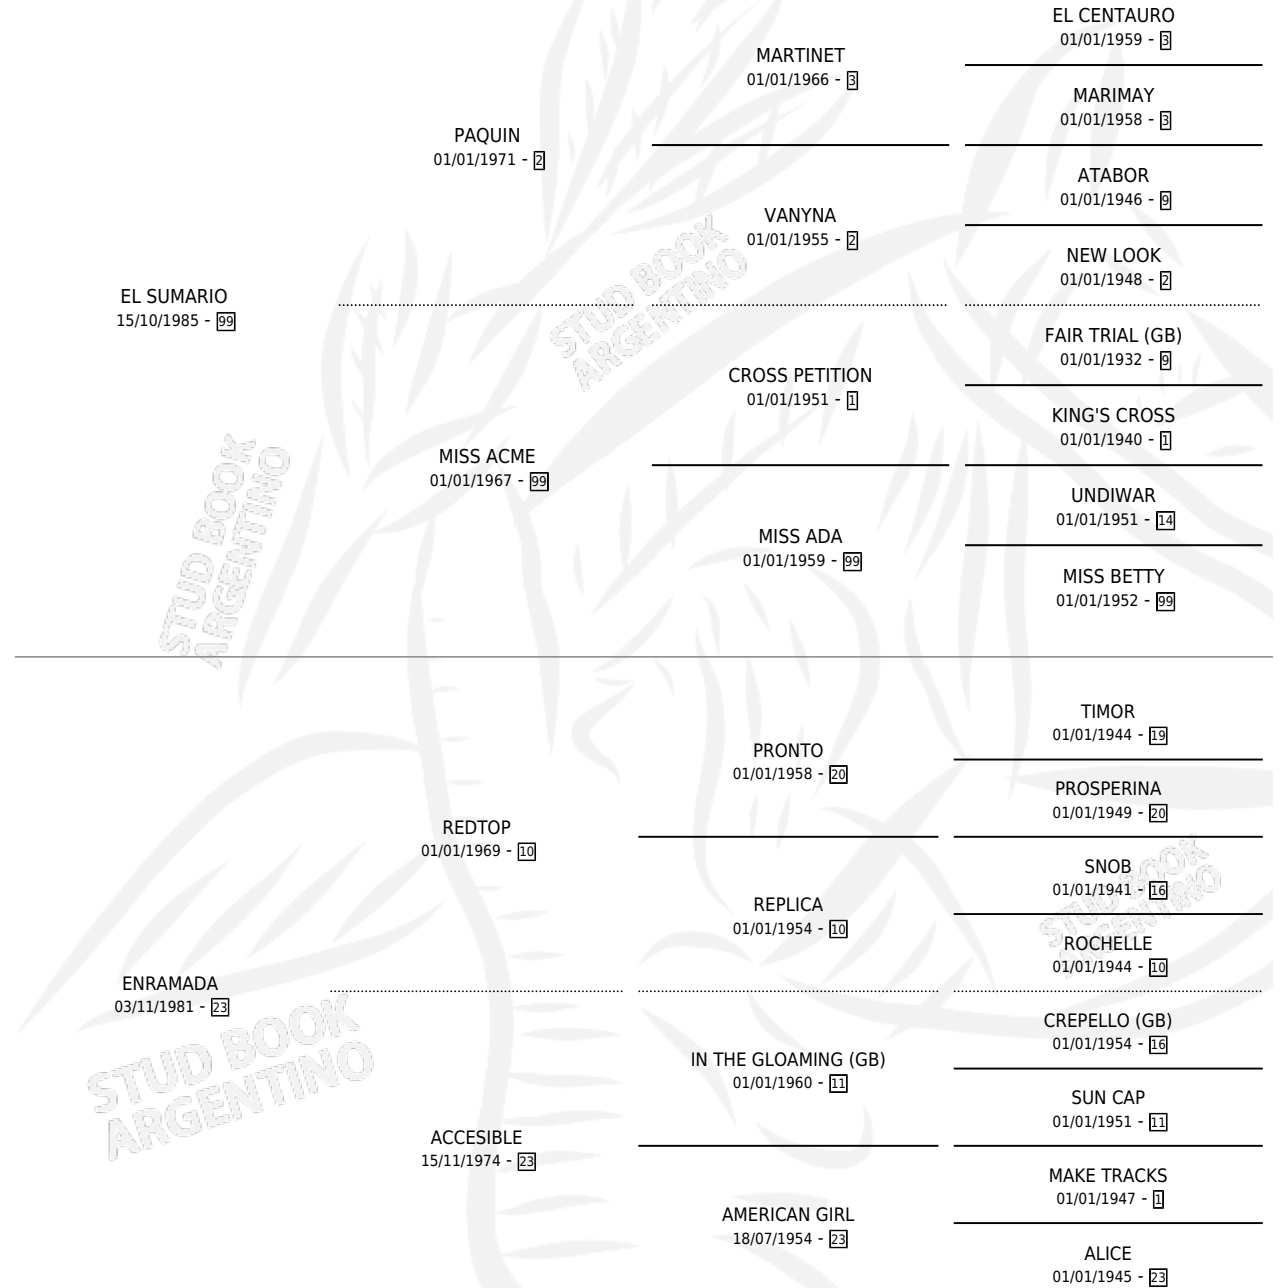 EL CENTAURO
01/01/1959 - 3
MARTINET
01/01/1966 - 3
MARIMAY
01/01/1958 - 3
PAQUIN
01/01/1971 - 2
ATABOR
01/01/1946 - 9
VANYNA
01/01/1955 - 2
NEW LOOK
01/01/1948 - 2
EL SUMARIO
15/10/1985 - 99
STUD BOOK
ARGENTINO
FAIR TRIAL (GB)
01/01/1932 - 9
CROSS PETITION
01/01/1951 - 1
KING'S CROSS
01/01/1940 - 1
MISS ACME
01/01/1967 - 99
UNDIWAR
01/01/1951 - 14
MISS ADA
01/01/1959 - 99
MISS BETTY
01/01/1952 - 99
STUD BOOK
ARGENTINO
TIMOR
01/01/1944 - 19
PRONTO
01/01/1958 - 20
PROSPERINA
01/01/1949 - 20
REDTOP
01/01/1969 - 10
SNOB
01/01/1941 - 16
REPLICA
01/01/1954 - 10
STUD BOOK
ARGENTINO
ROCHELLE
01/01/1944 - 10
ENRAMADA
03/11/1981 - 23
STUD BOOK
ARGENTINO
CREPELLO (GB)
01/01/1954 - 16
IN THE GLOAMING (GB)
01/01/1960 - 11
SUN CAP
01/01/1951 - 11
ACCESIBLE
15/11/1974 - 23
MAKE TRACKS
01/01/1947 - 1
AMERICAN GIRL
18/07/1954 - 23
ALICE
01/01/1945 - 23